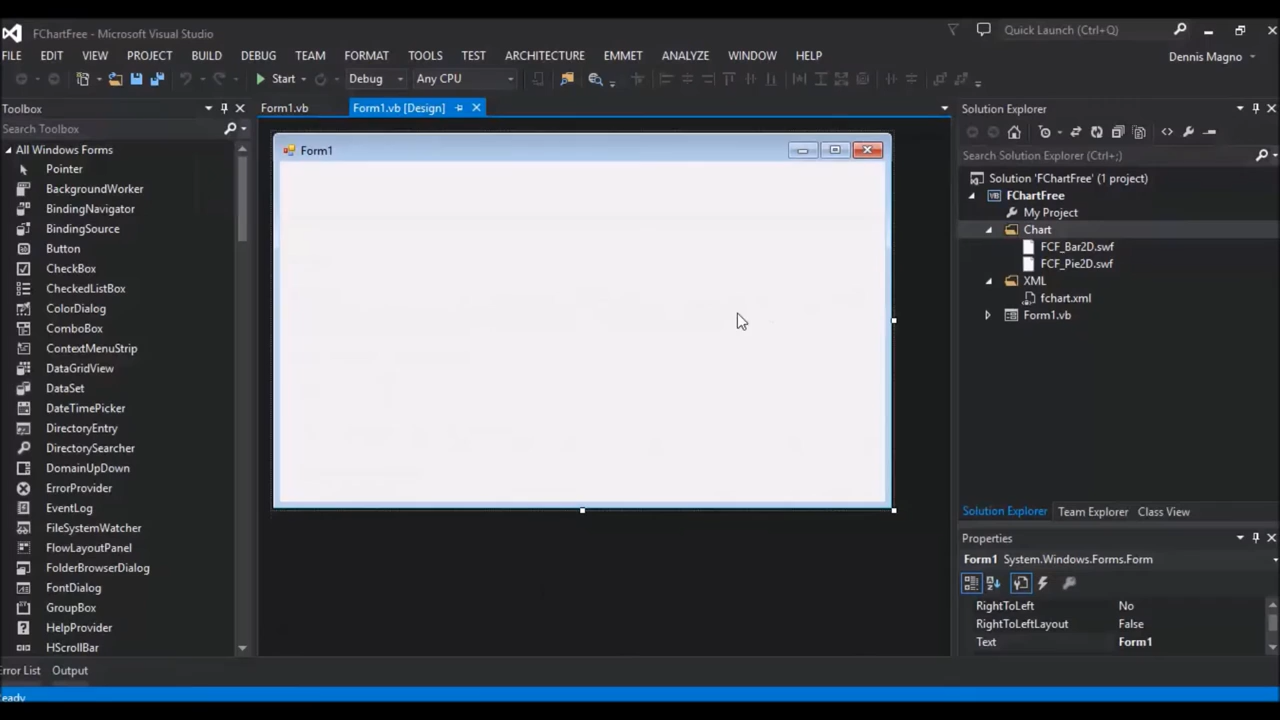 FChartFree - Microsoft Visual Studio
Quick Launch (Ctrl+Q)
FILE EDIT VIEW PROJECT BUILD DEBUG TEAM FORMAT TOOLS TEST ARCHITECTURE EMMET ANALYZE WINDOW HELP
Dennis Magno
Start Debug Any CPU
Toolbox
Search Toolbox
All Windows Forms
Pointer
BackgroundWorker
BindingNavigator
BindingSource
Button
CheckBox
CheckedListBox
ColorDialog
ComboBox
ContextMenuStrip
DataGridView
DataSet
DateTimePicker
DirectoryEntry
DirectorySearcher
DomainUpDown
ErrorProvider
EventLog
FileSystemWatcher
FlowLayoutPanel
FolderBrowserDialog
FontDialog
GroupBox
HelpProvider
HScrollBar
Form1.vb Form1.vb [Design]
Form1
Solution Explorer
Search Solution Explorer (Ctrl+;)
Solution 'FChartFree' (1 project)
VB FChartFree
My Project
Chart
FCF_Bar2D.swf
FCF_Pie2D.swf
XML
fchart.xml
Form1.vb
Solution Explorer Team Explorer Class View
Properties
Form1 System.Windows.Forms.Form
RightToLeft No
RightToLeftLayout False
Text Form1
Error List Output
eady